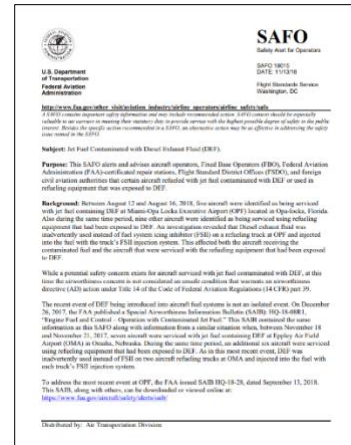 SAFO
Safety Alert for Operators
U.S. Department
of Transportation
Federal Aviation
Administration
SAFO 18015
DATE: 11/13/18
Flight Standards Service
Washington, DC
http://www.faa.gov/other_visit/aviation_industry/airline_operators/airline_safety/safo
A SAFO contains important safety information and may include recommended action. SAFO content should be especially
valuable to air carriers in meeting their statutory duty to provide service with the highest possible degree of safety in the public
interest. Besides the specific action recommended in a SAFO, an alternative action may be as effective in addressing the safety
issue named in the SAFO.
Subject: Jet Fuel Contaminated with Diesel Exhaust Fluid (DEF).
Purpose: This SAFO alerts and advises aircraft operators, Fixed Base Operators (FBO), Federal Aviation
Administration (FAA)-certificated repair stations, Flight Standard District Offices (FSDO), and foreign
civil aviation authorities that certain aircraft refueled with jet fuel contaminated with DEF or used in
refueling equipment that was exposed to DEF.
Background: Between August 12 and August 16, 2018, five aircraft were identified as being serviced
with jet fuel containing DEF at Miami-Opa Locka Executive Airport (OPF) located in Opa-locka, Florida.
Also during the same time period, nine other aircraft were identified as being serviced using refueling
equipment that had been exposed to DEF. An investigation revealed that Diesel exhaust fluid was
inadvertently used instead of fuel system icing inhibitor (FSII) on a refueling truck at OPF and injected
into the fuel with the truck's FSII injection system. This affected both the aircraft receiving the
contaminated fuel and the aircraft that were serviced with the refueling equipment that had been exposed
to DEF.
While a potential safety concern exists for aircraft serviced with jet fuel contaminated with DEF, at this
time the airworthiness concern is not considered an unsafe condition that warrants an airworthiness
directive (AD) action under Title 14 of the Code of Federal Aviation Regulations (14 CFR) part 39.
The recent event of DEF being introduced into aircraft fuel systems is not an isolated event. On December
26, 2017, the FAA published a Special Airworthiness Information Bulletin (SAIB): HQ-18-08R1,
"Engine Fuel and Control – Operation with Contaminated Jet Fuel." This SAIB contained the same
information as this SAFO along with information from a similar situation when, between November 18
and November 21, 2017, seven aircraft were serviced with jet fuel containing DEF at Eppley Air Field
Airport (OMA) in Omaha, Nebraska. During the same time period, an additional six aircraft were serviced
using refueling equipment that had been exposed to DEF. As in this most recent event, DEF was
inadvertently used instead of FSII on two aircraft refueling trucks at OMA and injected into the fuel with
each truck's FSII injection system.
To address the most recent event at OPF, the FAA issued SAIB HQ-18-28, dated September 13, 2018.
This SAIB, along with others, can be downloaded or viewed online at:
https://www.faa.gov/aircraft/safety/alerts/saib/
Distributed by: Air Transportation Division